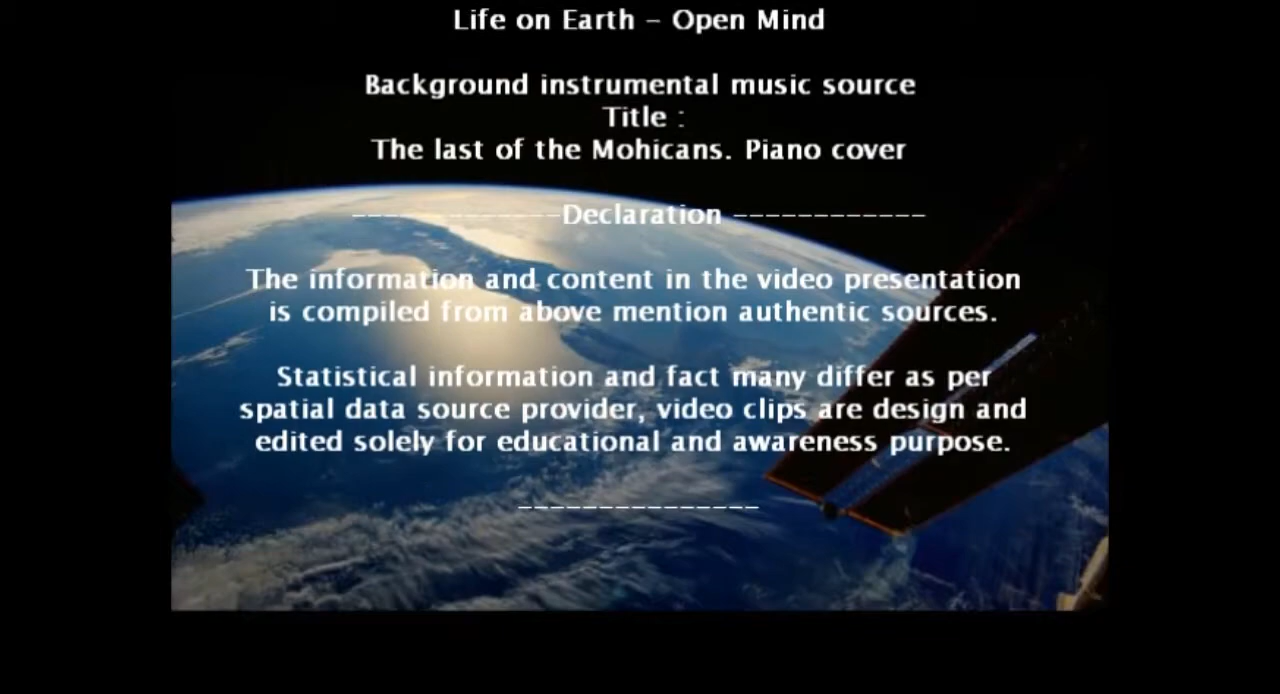 Life on Earth – Open Mind
Background instrumental music source
Title :
The last of the Mohicans. Piano cover
-------------Declaration ------------
The information and content in the video presentation
is compiled from above mention authentic sources.
Statistical information and fact many differ as per
spatial data source provider, video clips are design and
edited solely for educational and awareness purpose.
---------------